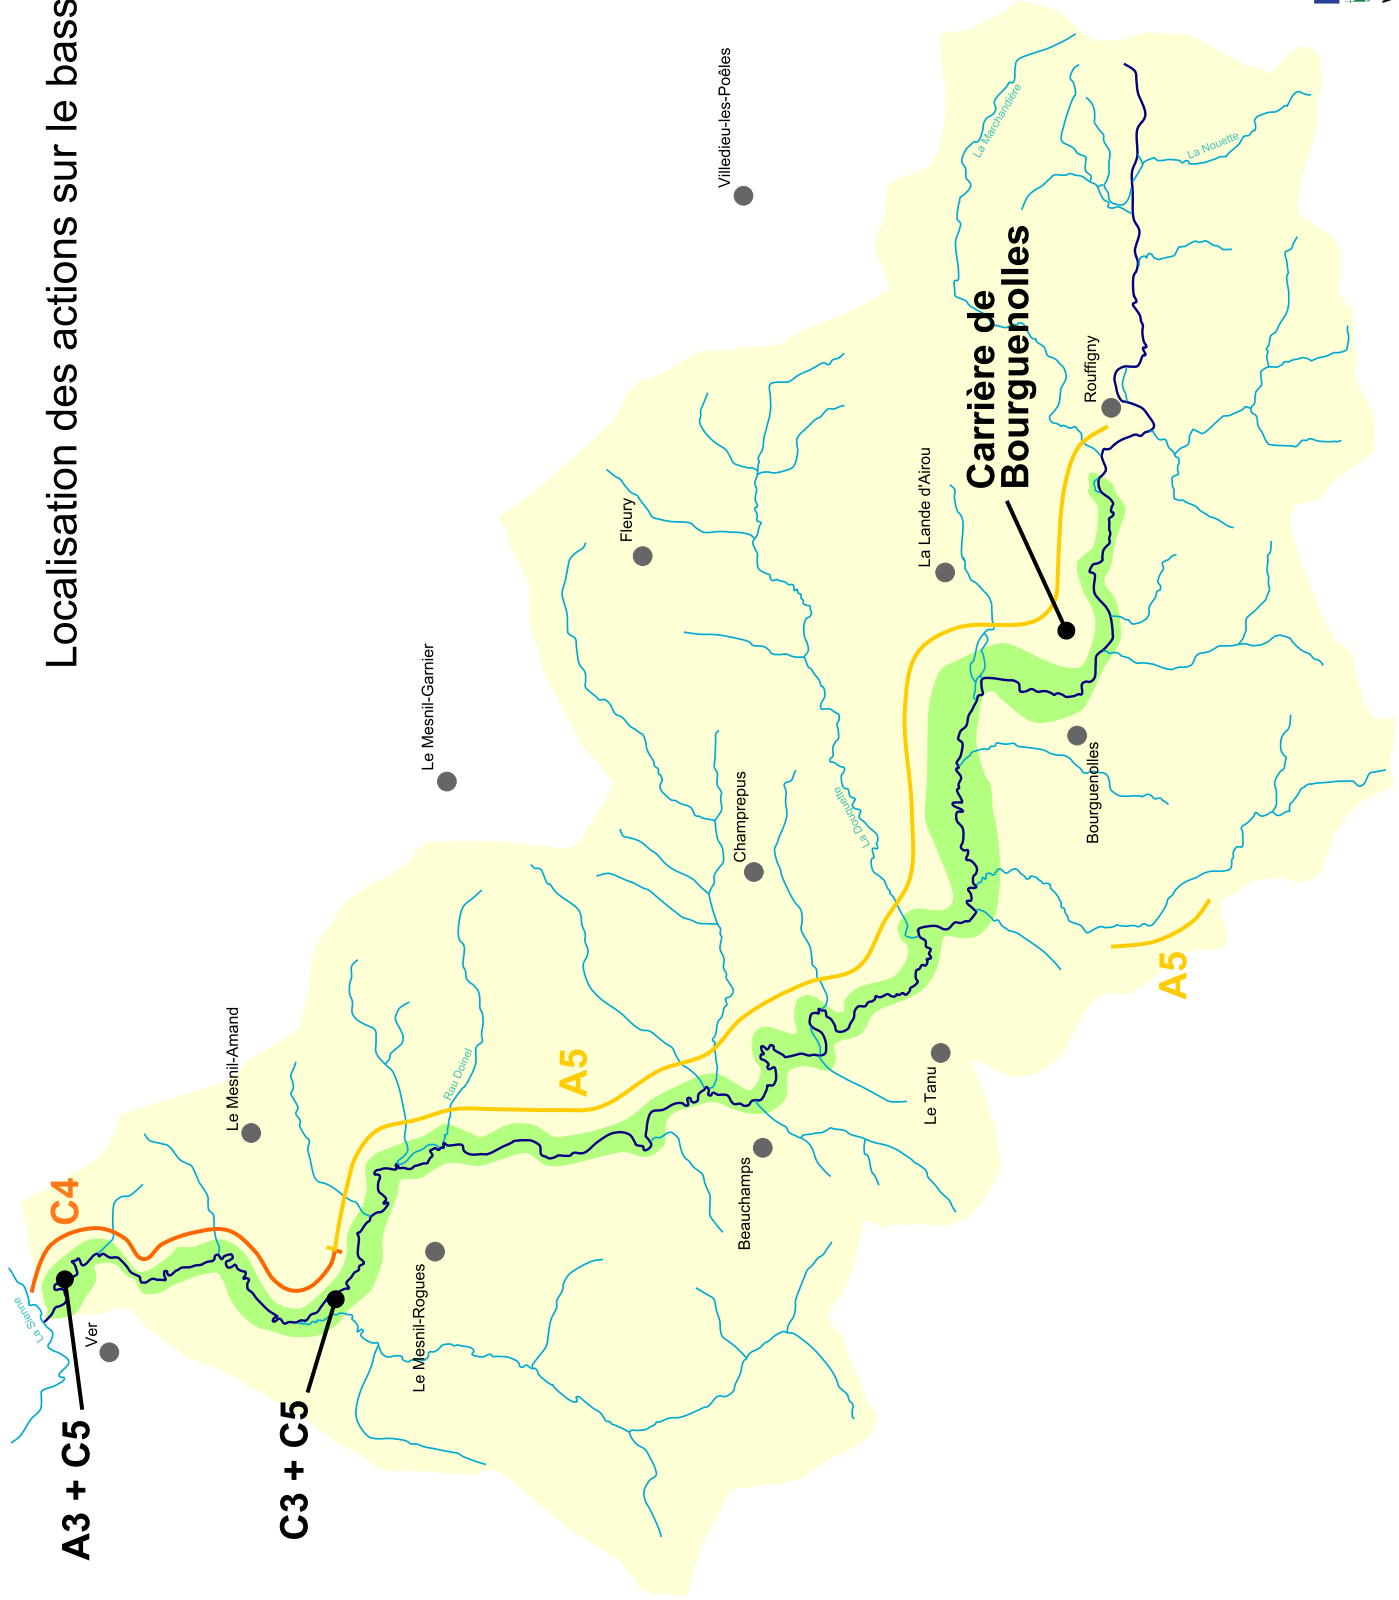 Localisation des actions sur le bass
Villedieu-les-Poêles
La Marchandière
La Nouette
Carrière de
Bourguenolles
Rouffigny
Fleury
La Lande d'Airou
Le Mesnil-Garnier
Champrepus
La Douquette
Bourguenolles
A5
Le Mesnil-Amand
Rau Doinel
A5
Le Tanu
Beauchamps
C4
La Sienne
Ver
Le Mesnil-Rogues
A3 + C5
C3 + C5